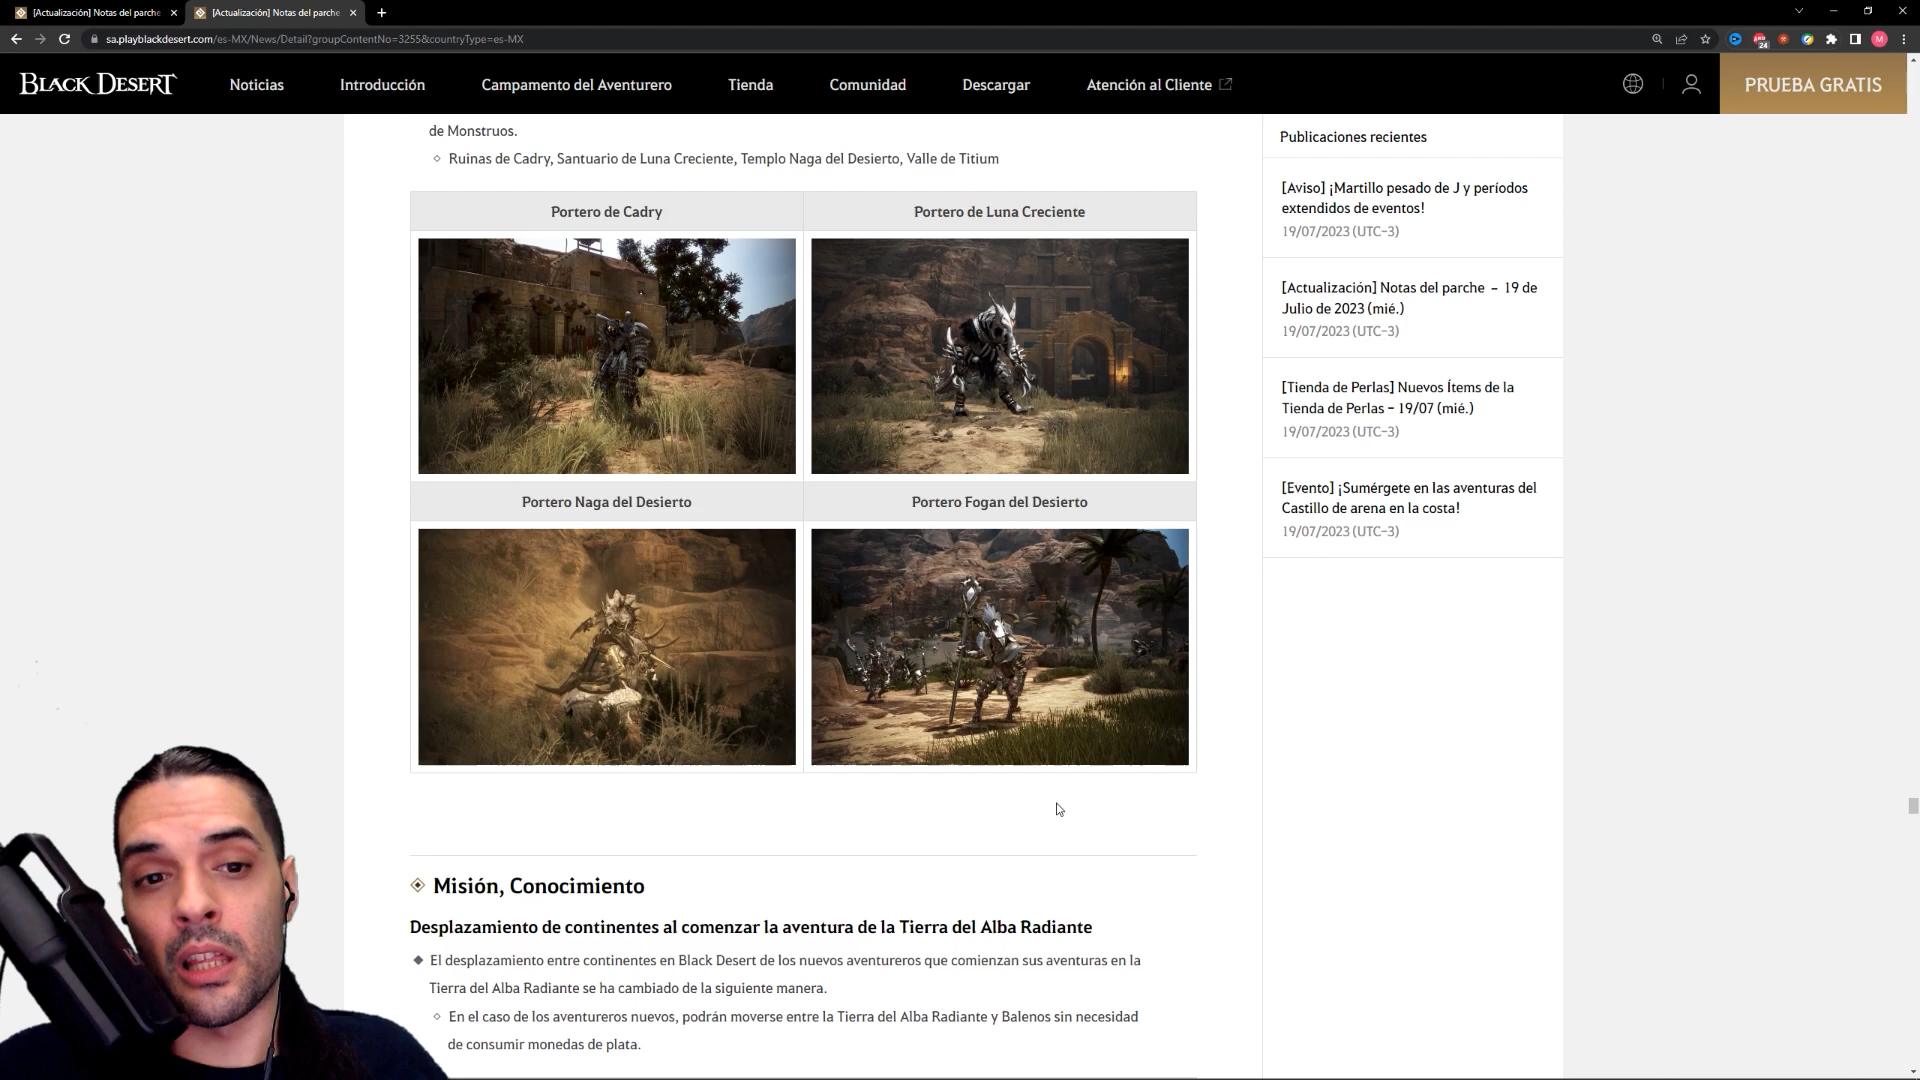 [Actualización] Notas del parche
[Actualización] Notas del parche
sa.playblackdesert.com/es-MX/News/Detail?groupContentNo=3255&countryType=es-MX
24
M
BLACK DESERT
Noticias
Introducción
Campamento del Aventurero
Tienda
Comunidad
Descargar
Atención al Cliente
PRUEBA GRATIS
de Monstruos.
Ruinas de Cadry, Santuario de Luna Creciente, Templo Naga del Desierto, Valle de Titium
Portero de Cadry
Portero de Luna Creciente
Portero Naga del Desierto
Portero Fogan del Desierto
Misión, Conocimiento
Desplazamiento de continentes al comenzar la aventura de la Tierra del Alba Radiante
El desplazamiento entre continentes en Black Desert de los nuevos aventureros que comienzan sus aventuras en la
Tierra del Alba Radiante se ha cambiado de la siguiente manera.
En el caso de los aventureros nuevos, podrán moverse entre la Tierra del Alba Radiante y Balenos sin necesidad
de consumir monedas de plata.
Publicaciones recientes
[Aviso] ¡Martillo pesado de J y períodos
extendidos de eventos!
19/07/2023 (UTC-3)
[Actualización] Notas del parche – 19 de
Julio de 2023 (mié.)
19/07/2023 (UTC-3)
[Tienda de Perlas] Nuevos Ítems de la
Tienda de Perlas – 19/07 (mié.)
19/07/2023 (UTC-3)
[Evento] ¡Sumérgete en las aventuras del
Castillo de arena en la costa!
19/07/2023 (UTC-3)